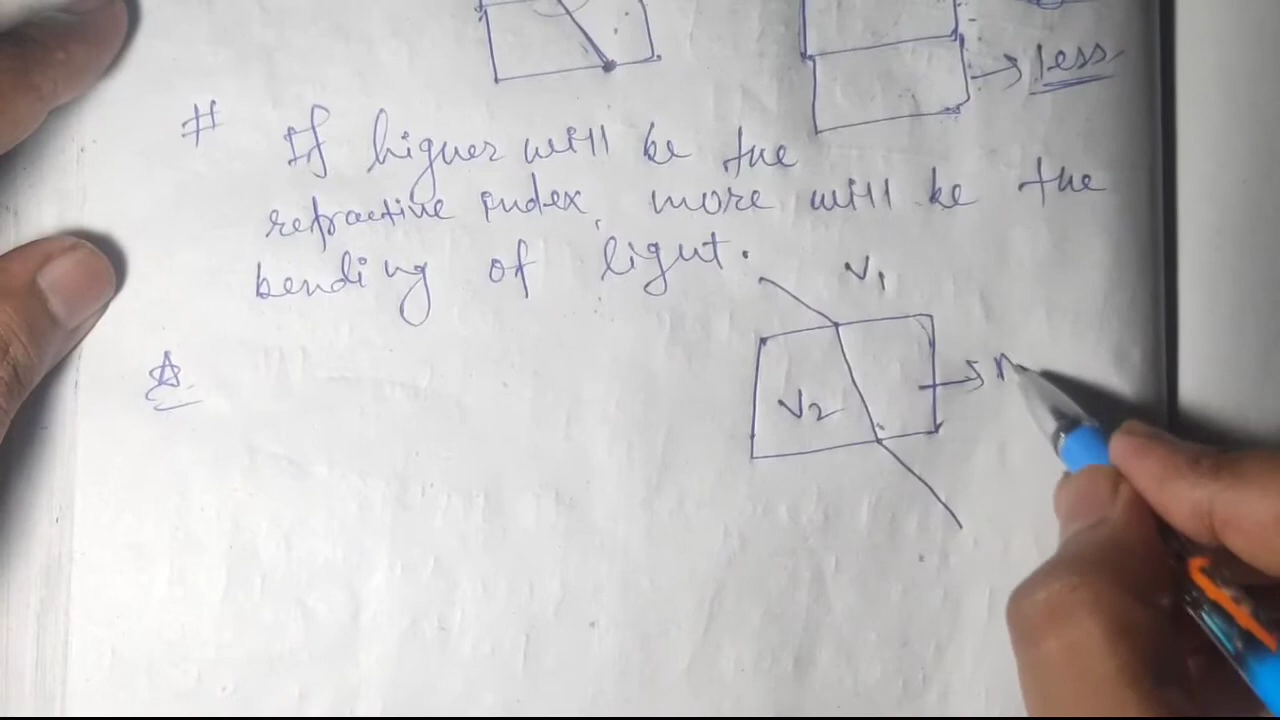 less
# If higher will be the
refractive index, more will be the
bending of light.
V1
V2